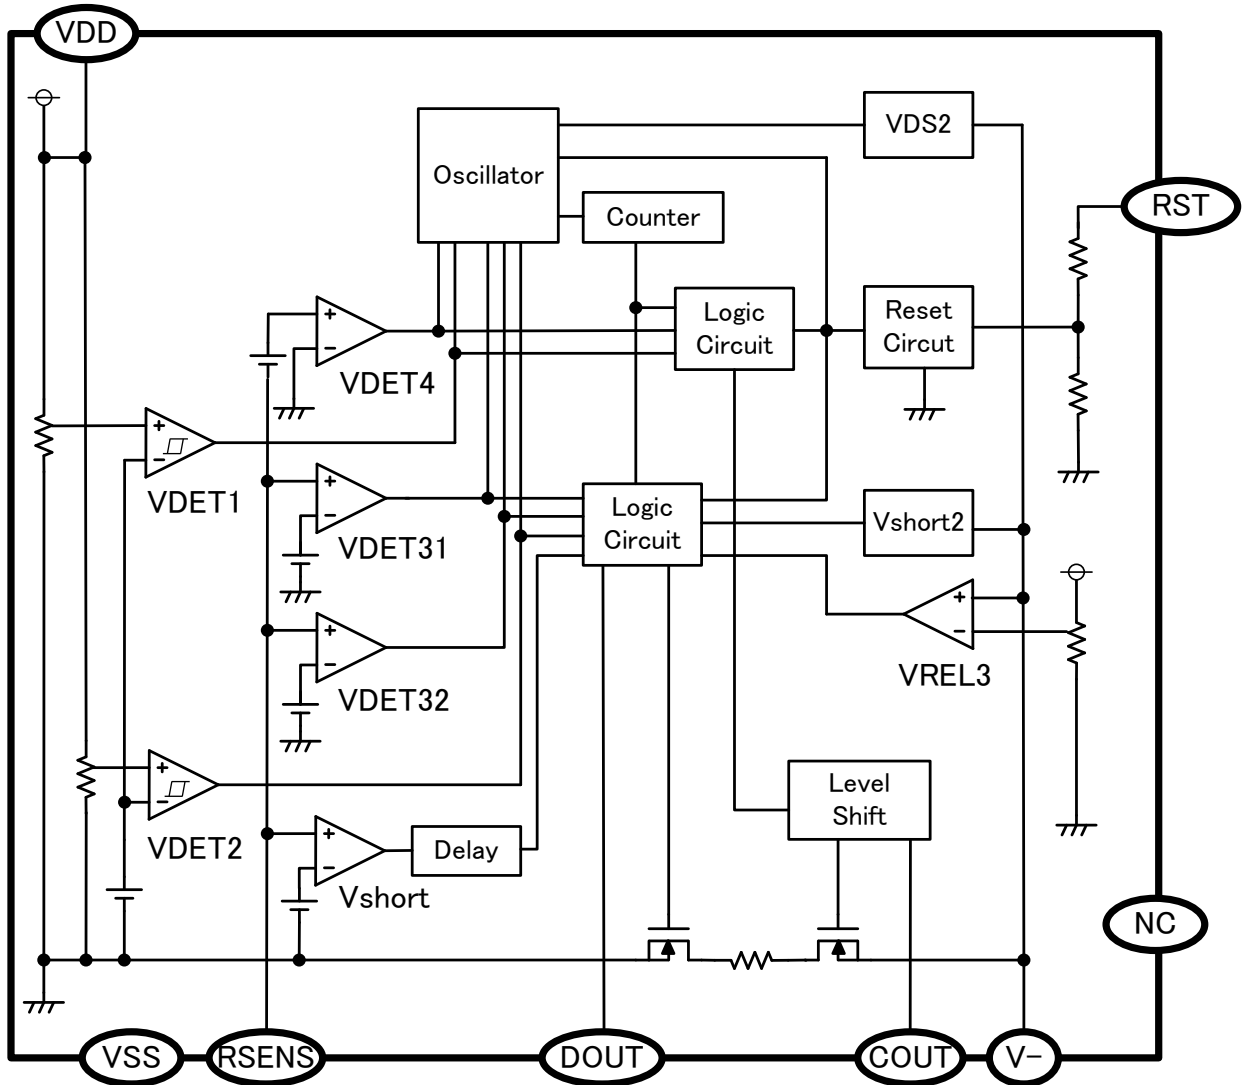 VDD
VDS2
Oscillator
RST
Counter
Logic
Circuit
Reset
Circut
+
−
VDET4
+
−
VDET1
+
−
VDET31
Logic
Circuit
Vshort2
+
−
VREL3
+
−
VDET32
+
−
VDET2
Level
Shift
+
−
Vshort
Delay
NC
VSS
RSENS
DOUT
COUT
V−